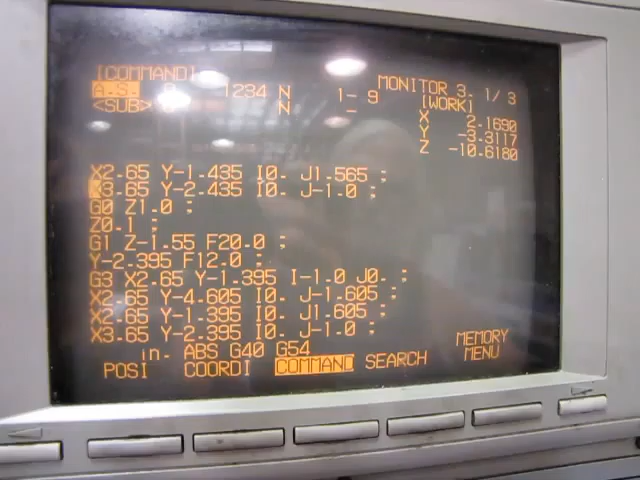 [COMMAND]
MONITOR 3. 1/ 3
A.S. 1234 N 1- 9
[WORK]
<SUB> N -
X 2.1690
Y -3.3117
Z -10.6180
X2.65 Y-1.435 I0. J1.565 ;
X3.65 Y-2.435 I0. J-1.0 ;
G0 Z1.0 ;
Z0.1 ;
G1 Z-1.55 F20.0 ;
Y-2.395 F12.0 ;
G3 X2.65 Y-1.395 I-1.0 J0. ;
X2.65 Y-4.605 I0. J-1.605 ;
X2.65 Y-1.395 I0. J1.605 ;
X3.65 Y-2.395 I0. J-1.0 ;
in. ABS G40 G54
MEMORY
POSI COORDI COMMAND SEARCH MENU